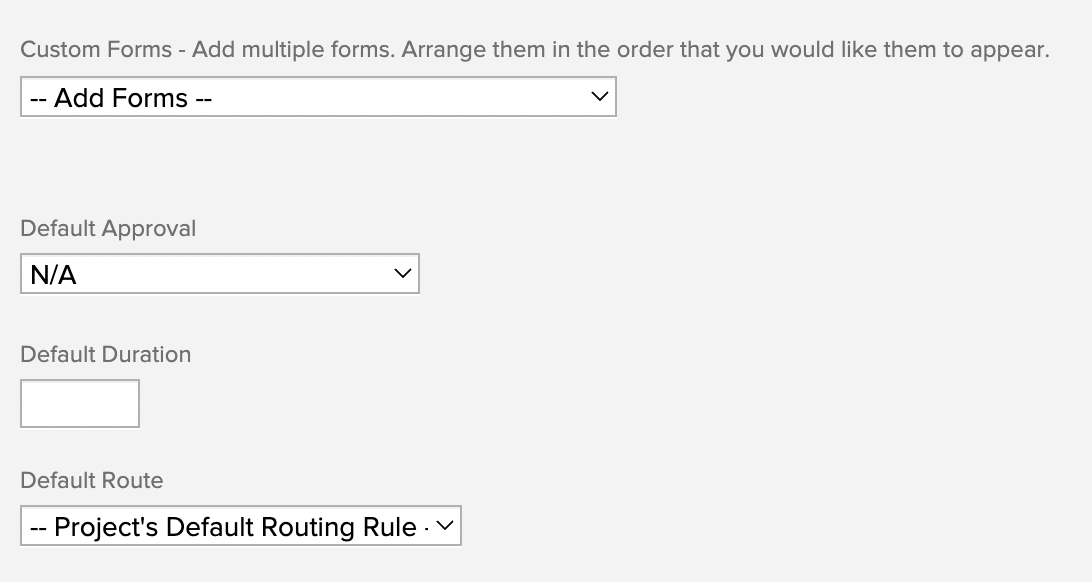 Custom Forms - Add multiple forms. Arrange them in the order that you would like them to appear.
-- Add Forms --
Default Approval
N/A
Default Duration
Default Route
-- Project's Default Routing Rule -